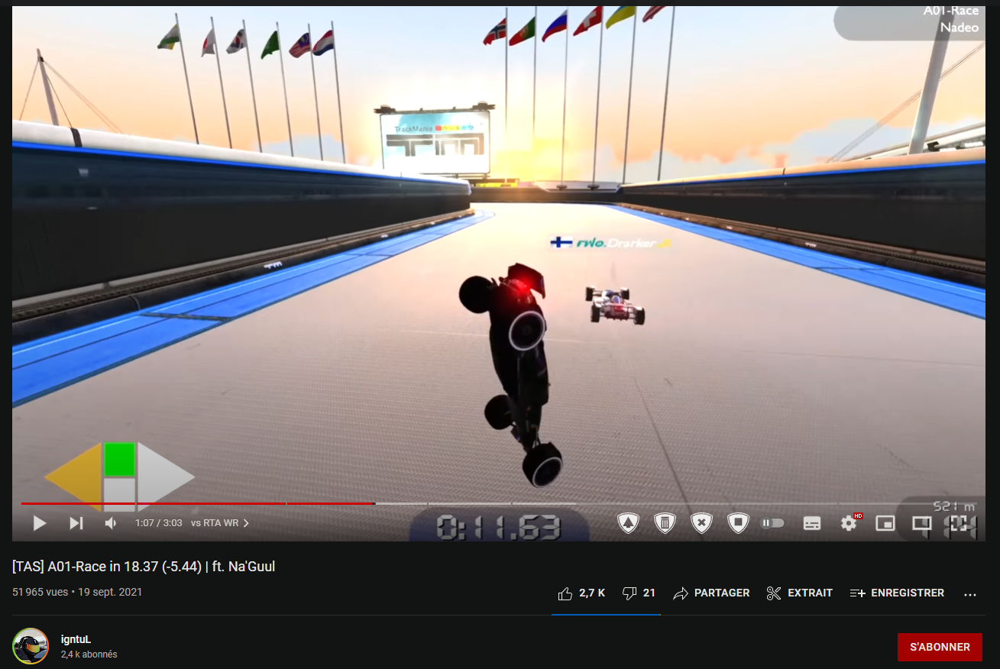 A01-Race
Nadeo
TrackMania
TM
rwo.Drarker
521 m
1:07 / 3:03 vs RTA WR
0:11.63
HD
[TAS] A01-Race in 18.37 (-5.44) | ft. Na'Guul
51 965 vues • 19 sept. 2021
2,7 K
21
PARTAGER
EXTRAIT
ENREGISTRER
igntuL
2,4 k abonnés
S'ABONNER